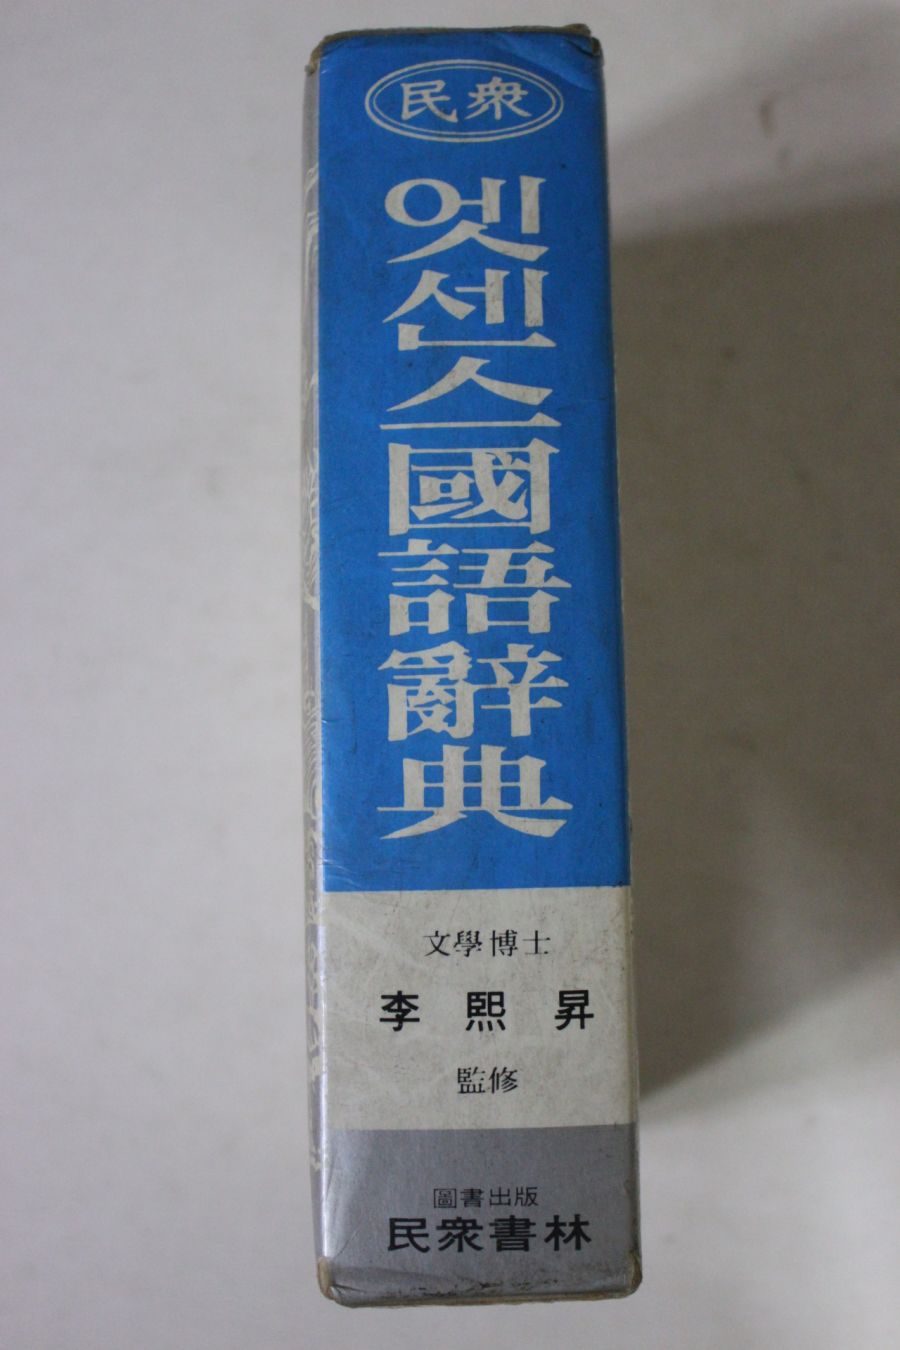 民衆
엣센스國語辭典
文學博士
李熙昇
監修
圖書出版
民衆書林